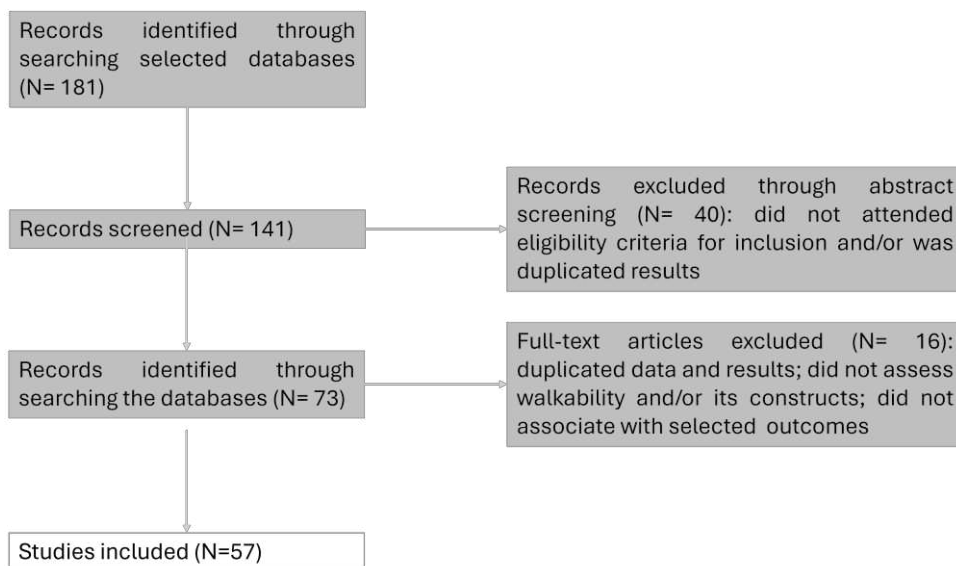 Records identified through
searching selected databases
(N= 181)
Records screened (N= 141)
Records excluded through abstract
screening (N= 40): did not attended
eligibility criteria for inclusion and/or was
duplicated results
Records identified through
searching the databases (N= 73)
Full-text articles excluded (N= 16):
duplicated data and results; did not assess
walkability and/or its constructs; did not
associate with selected outcomes
Studies included (N=57)